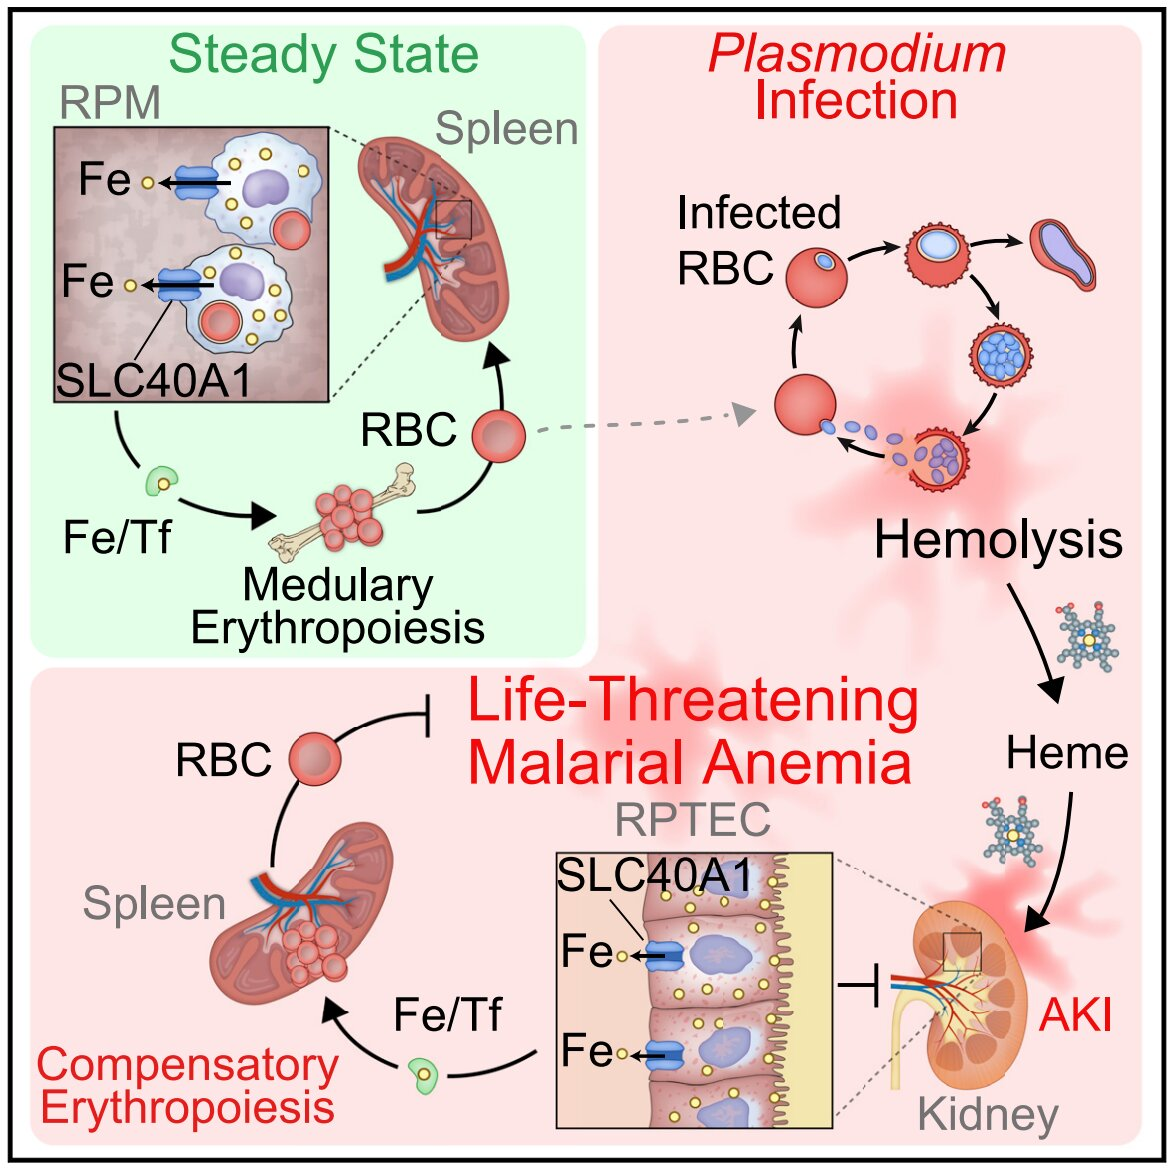 Steady State
RPM
Spleen
Fe
Fe
SLC40A1
RBC
Fe/Tf
Medulary
Erythropoiesis
Plasmodium
Infection
Infected
RBC
Hemolysis
Heme
Life-Threatening
Malarial Anemia
RPTEC
SLC40A1
Fe
Fe
AKI
Kidney
Fe/Tf
Spleen
RBC
Compensatory
Erythropoiesis